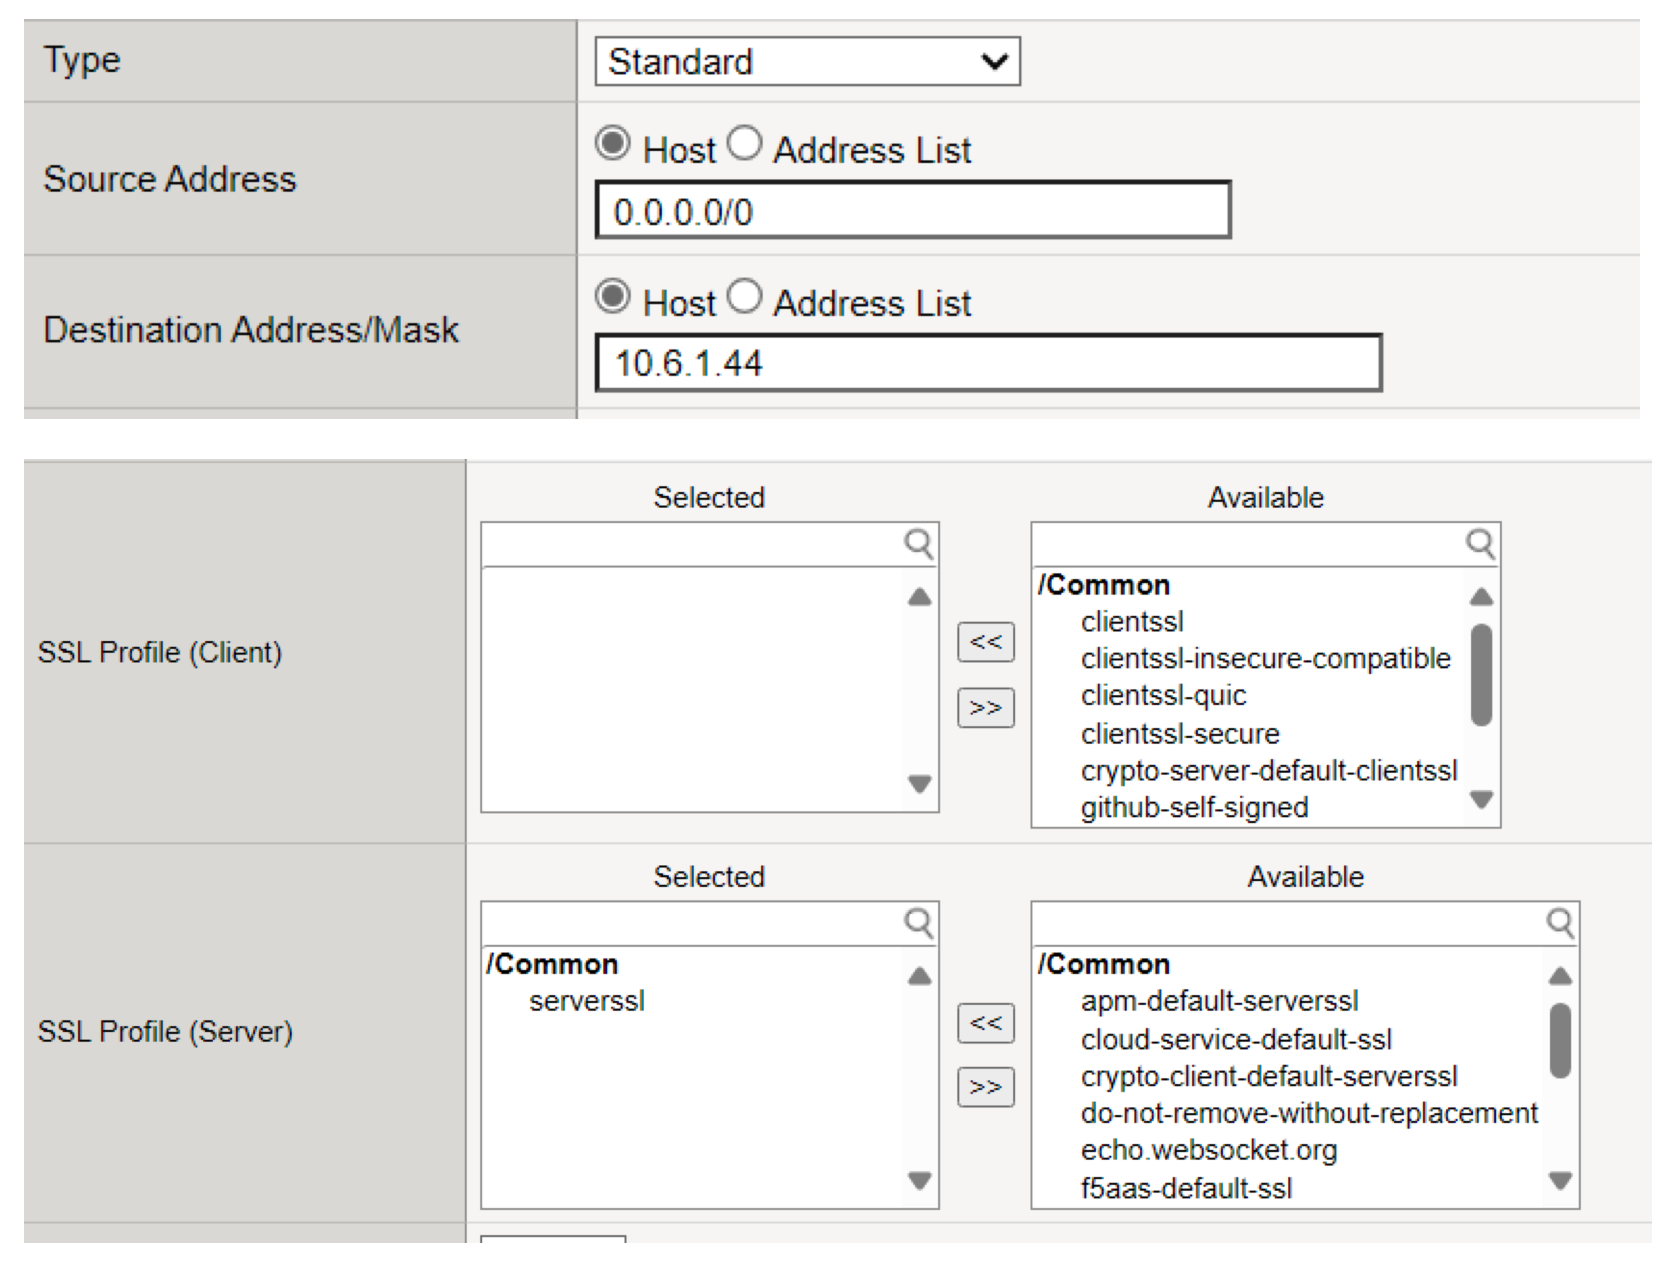 Type
Standard
Source Address
Host Address List
0.0.0.0/0
Destination Address/Mask
Host Address List
10.6.1.44
Selected
Available
SSL Profile (Client)
<<
>>
/Common
clientssl
clientssl-insecure-compatible
clientssl-quic
clientssl-secure
crypto-server-default-clientssl
github-self-signed
Selected
Available
SSL Profile (Server)
/Common
serverssl
<<
>>
/Common
apm-default-serverssl
cloud-service-default-ssl
crypto-client-default-serverssl
do-not-remove-without-replacement
echo.websocket.org
f5aas-default-ssl